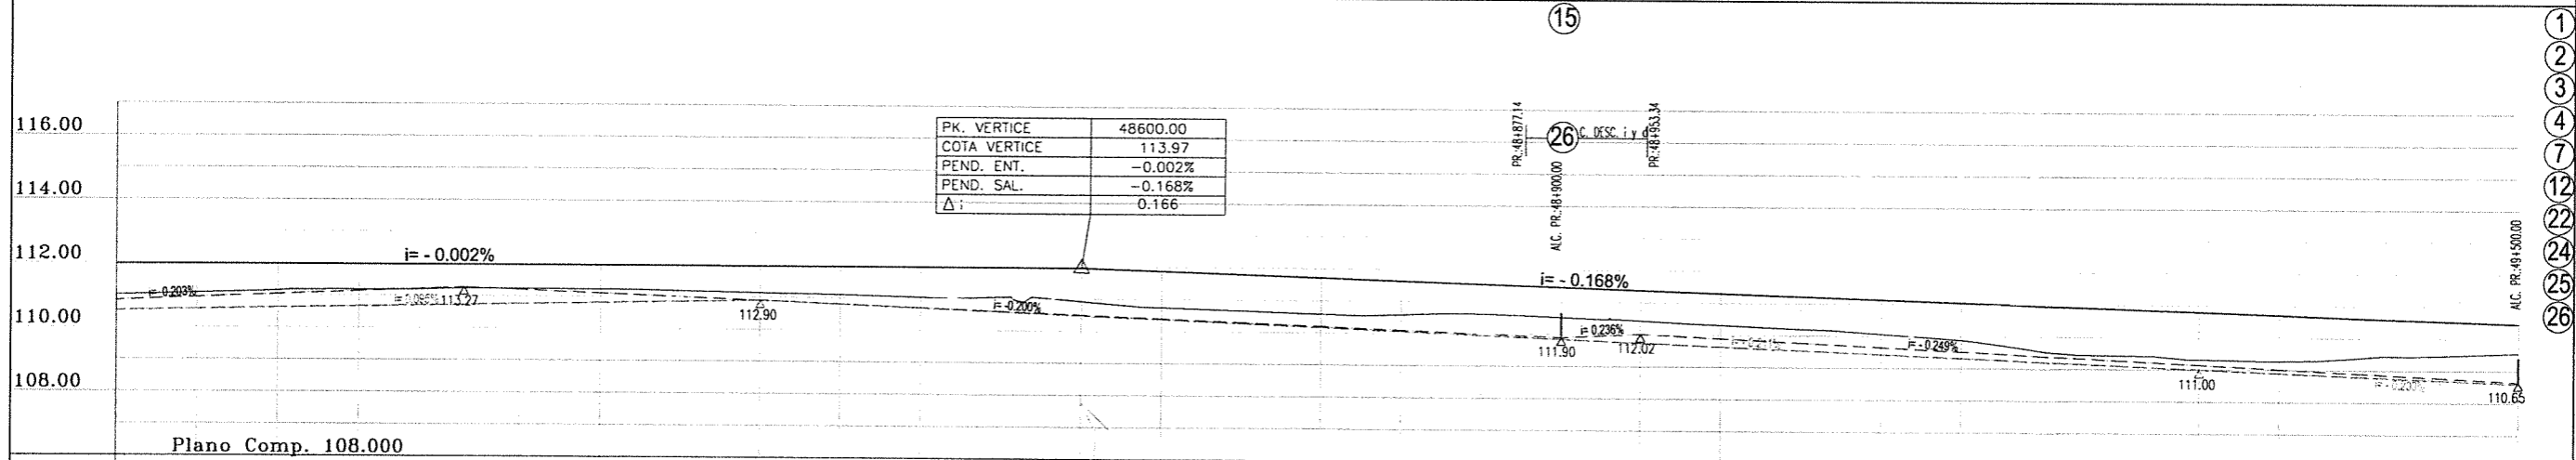 15
1
2
3
4
7
12
22
24
25
26
116.00
114.00
112.00
110.00
108.00
PK. VERTICE 48600.00
COTA VERTICE 113.97
PEND. ENT. -0.002%
PEND. SAL. -0.168%
Δ i 0.166
PR.:48+877.14
26
C. DESC. i y d
PR.:48+953.34
ALC. PR.:48+900.00
ALC. PR.:49+500.00
i= - 0.002%
i= - 0.168%
i= -0.203%
113.27
112.90
i= -0.200%
111.90
i= 0.236%
112.02
i= -0.249%
111.00
110.65
Plano Comp. 108.000